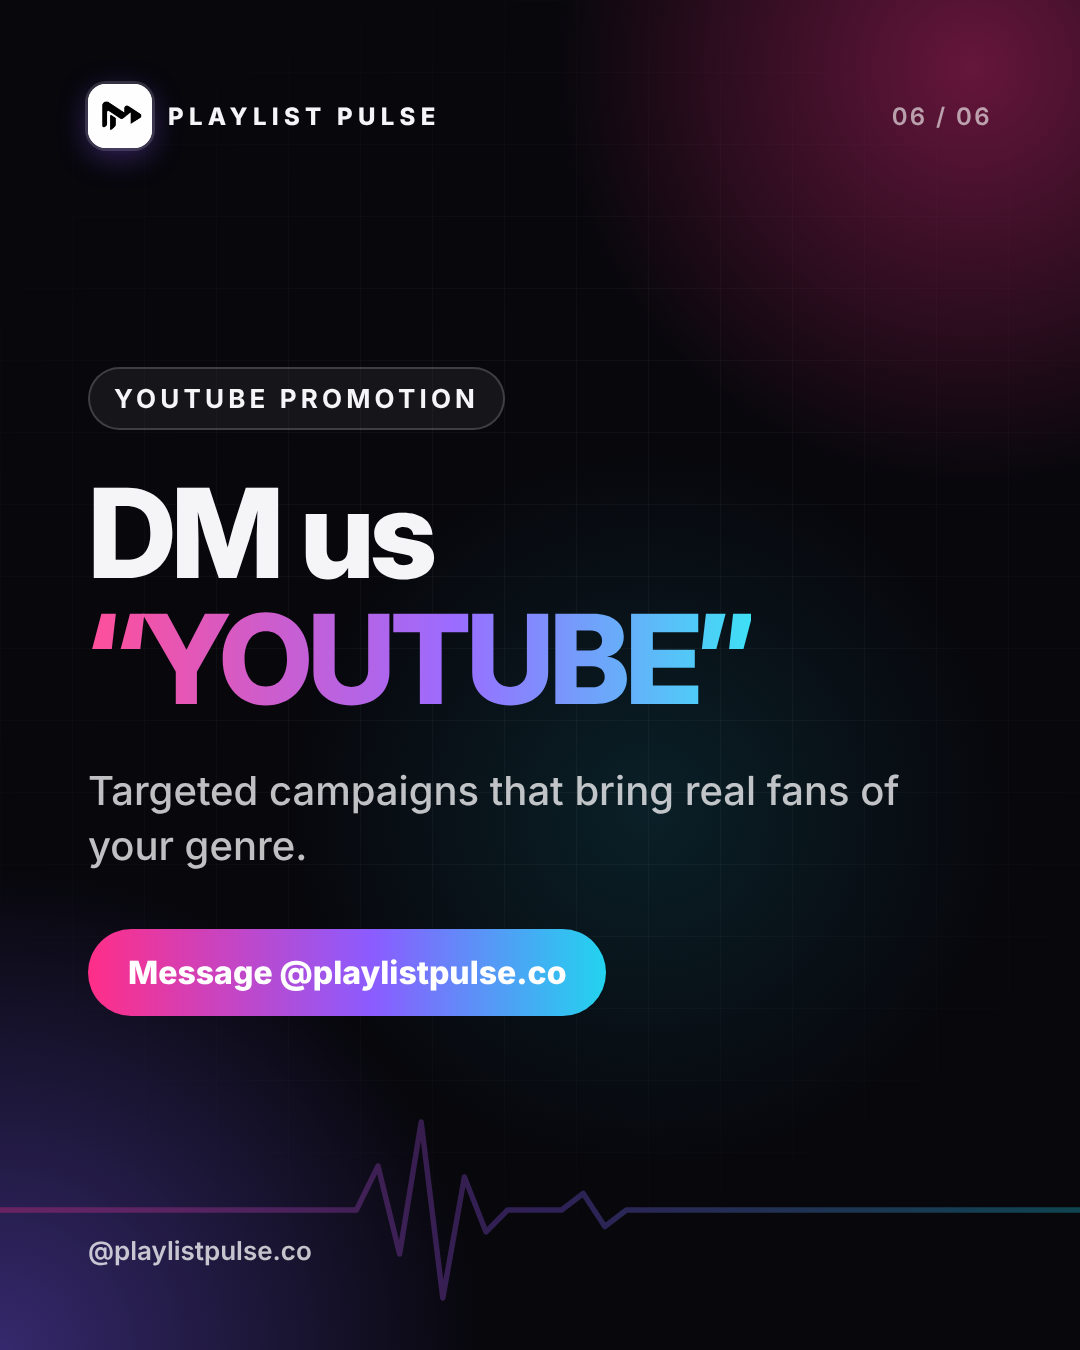 PLAYLIST PULSE
06 / 06
YOUTUBE PROMOTION
DM us
“YOUTUBE”
Targeted campaigns that bring real fans of
your genre.
Message @playlistpulse.co
@playlistpulse.co